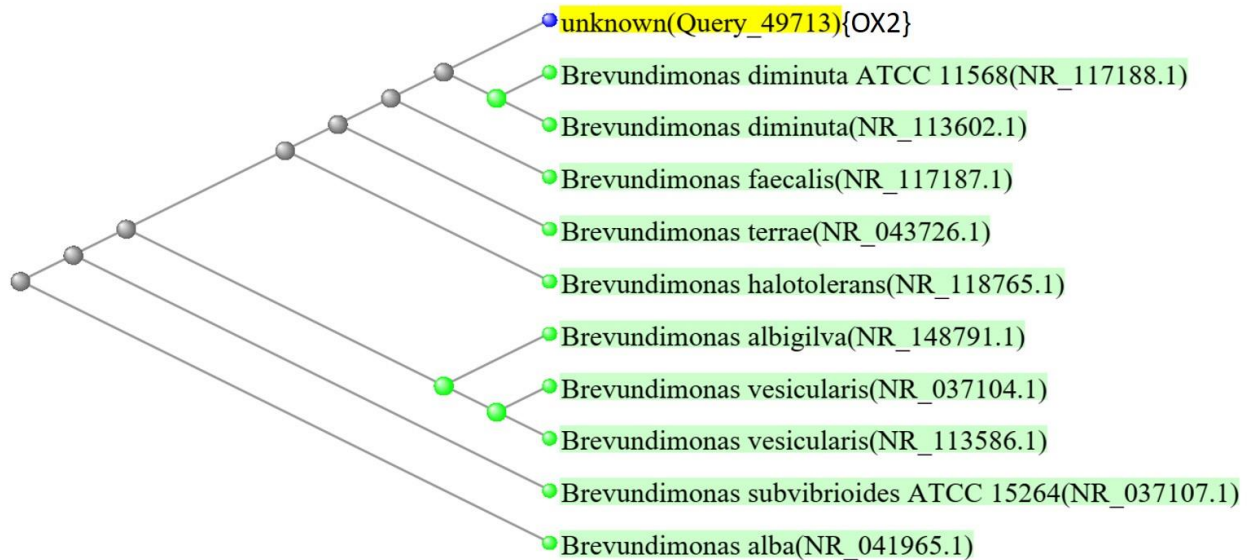 unknown(Query_49713){OX2}
Brevundimonas diminuta ATCC 11568(NR_117188.1)
Brevundimonas diminuta(NR_113602.1)
Brevundimonas faecalis(NR_117187.1)
Brevundimonas terrae(NR_043726.1)
Brevundimonas halotolerans(NR_118765.1)
Brevundimonas albigilva(NR_148791.1)
Brevundimonas vesicularis(NR_037104.1)
Brevundimonas vesicularis(NR_113586.1)
Brevundimonas subvibrioides ATCC 15264(NR_037107.1)
Brevundimonas alba(NR_041965.1)